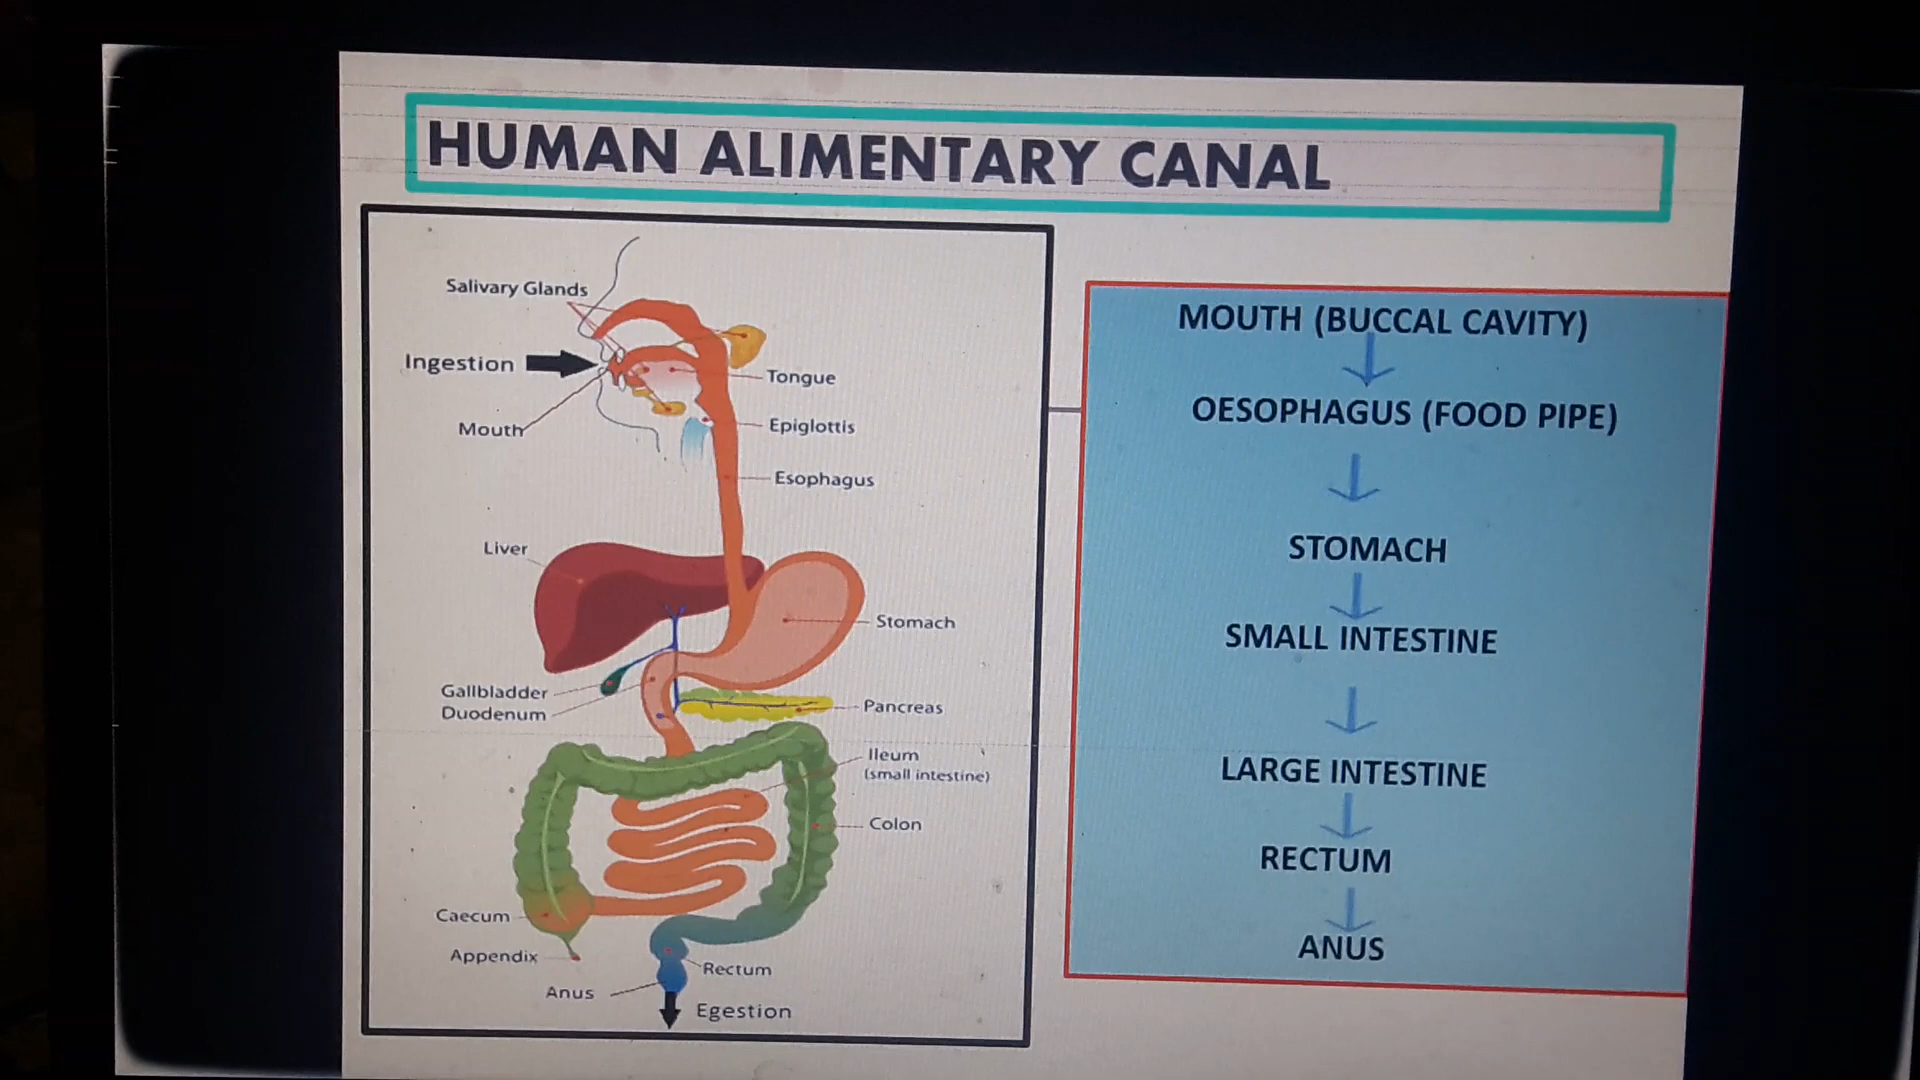 HUMAN ALIMENTARY CANAL
Salivary Glands
Ingestion
Mouth
Tongue
Epiglottis
Esophagus
Liver
Stomach
Gallbladder
Duodenum
Pancreas
Ileum
(small intestine)
Colon
Caecum
Appendix
Rectum
Anus
Egestion
MOUTH (BUCCAL CAVITY)
OESOPHAGUS (FOOD PIPE)
STOMACH
SMALL INTESTINE
LARGE INTESTINE
RECTUM
ANUS